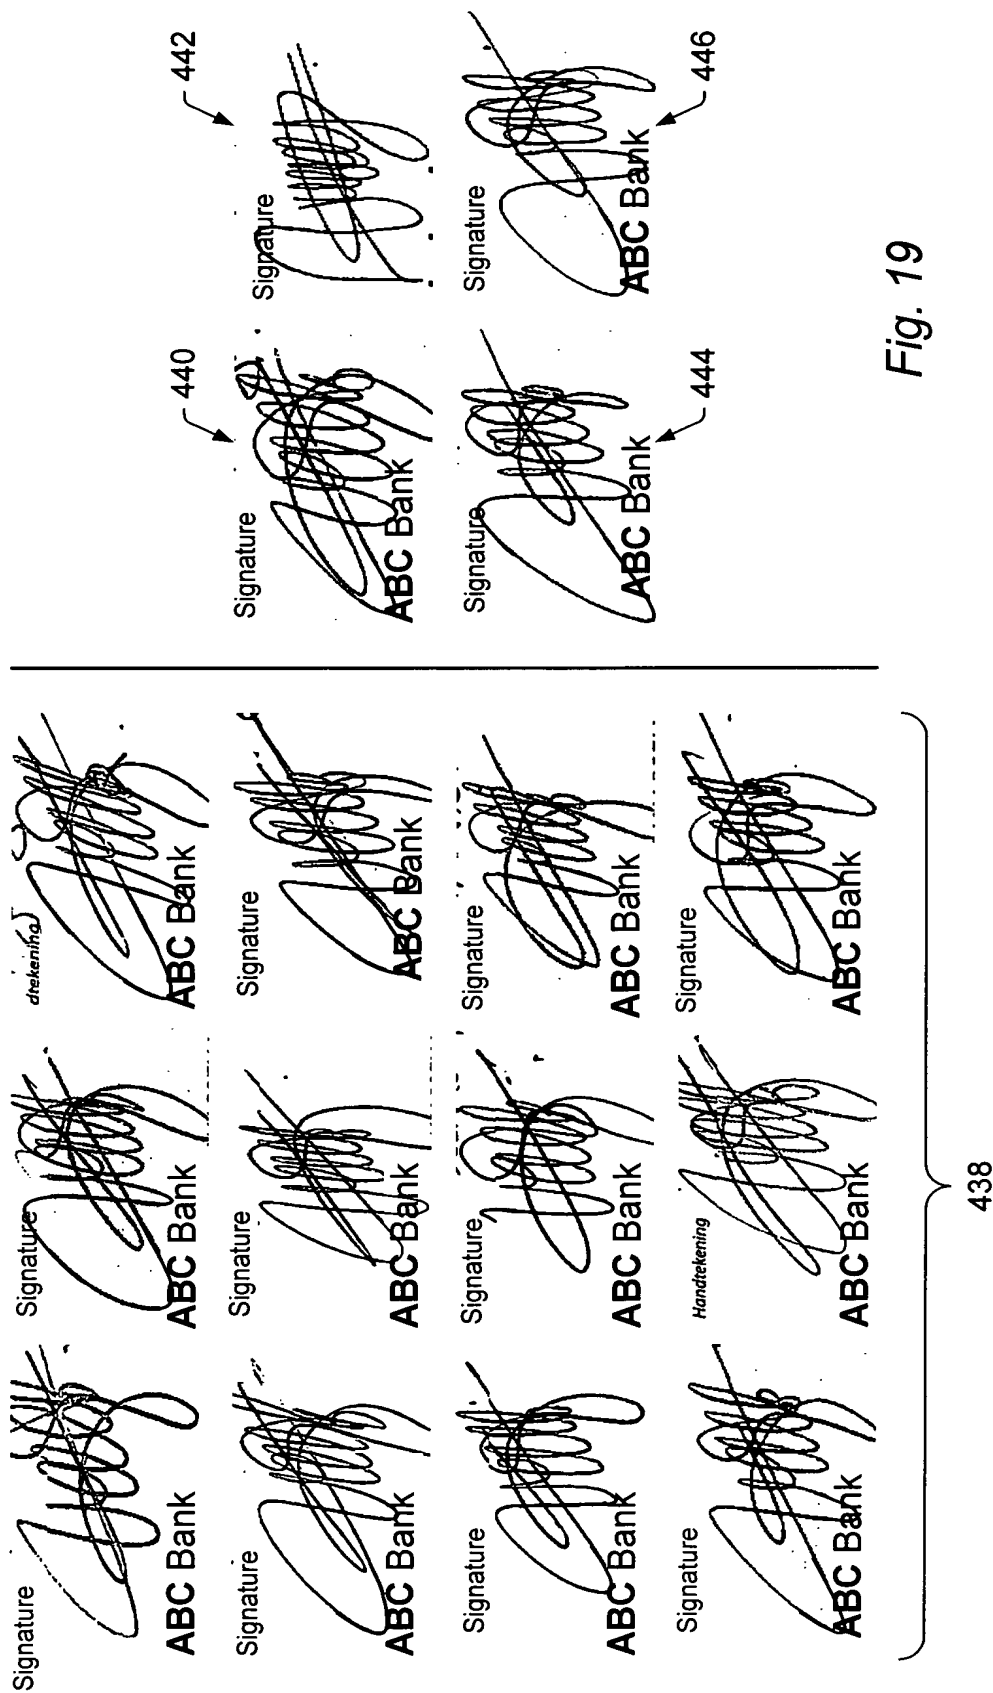 Signature Signature dtekening
ABC Bank ABC Bank ABC Bank
440 442
Signature Signature Signature Signature Signature
ABC Bank ABC Bank ABC Bank ABC Bank
Signature Signature Signature Signature Signature
ABC Bank ABC Bank ABC Bank ABC Bank ABC Bank
Signature Handtekening Signature
444 446
ABC Bank ABC Bank ABC Bank
Fig. 19
438